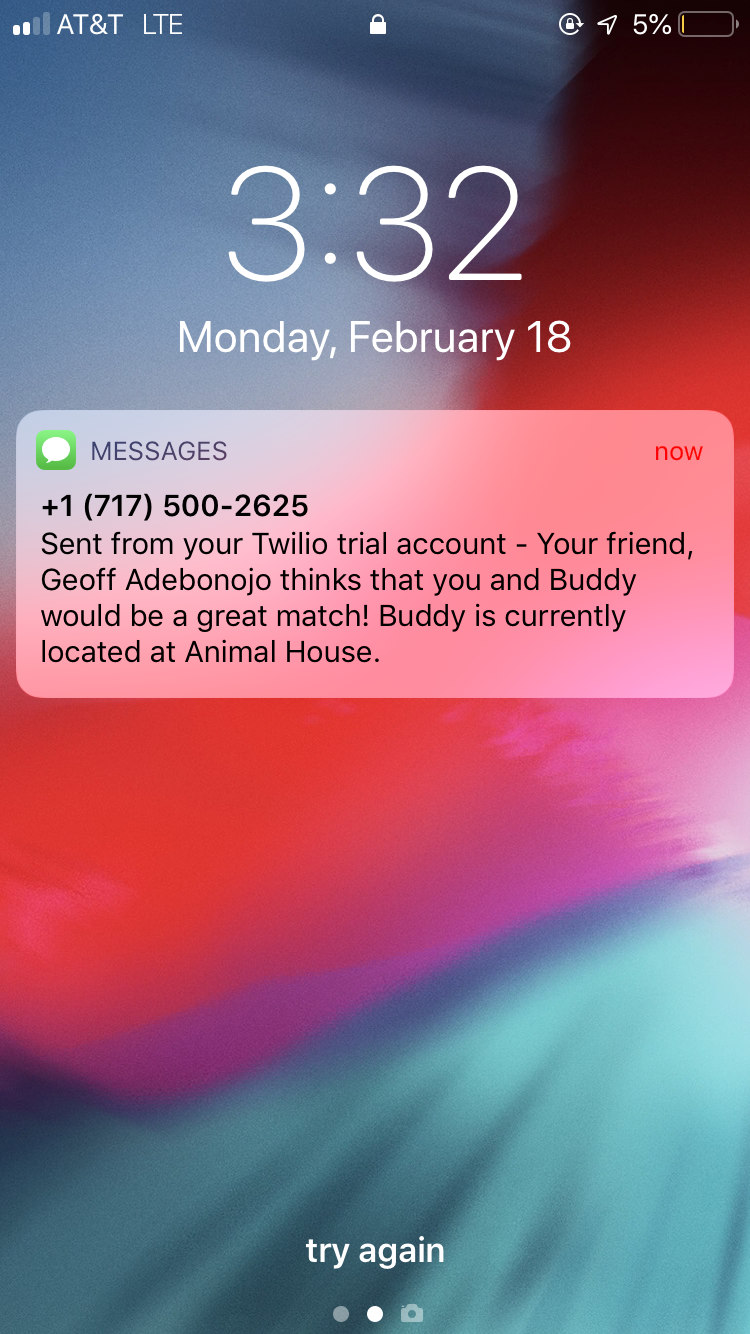 AT&T LTE 5%
3:32
Monday, February 18
MESSAGES now
+1 (717) 500-2625
Sent from your Twilio trial account - Your friend,
Geoff Adebonojo thinks that you and Buddy
would be a great match! Buddy is currently
located at Animal House.
try again